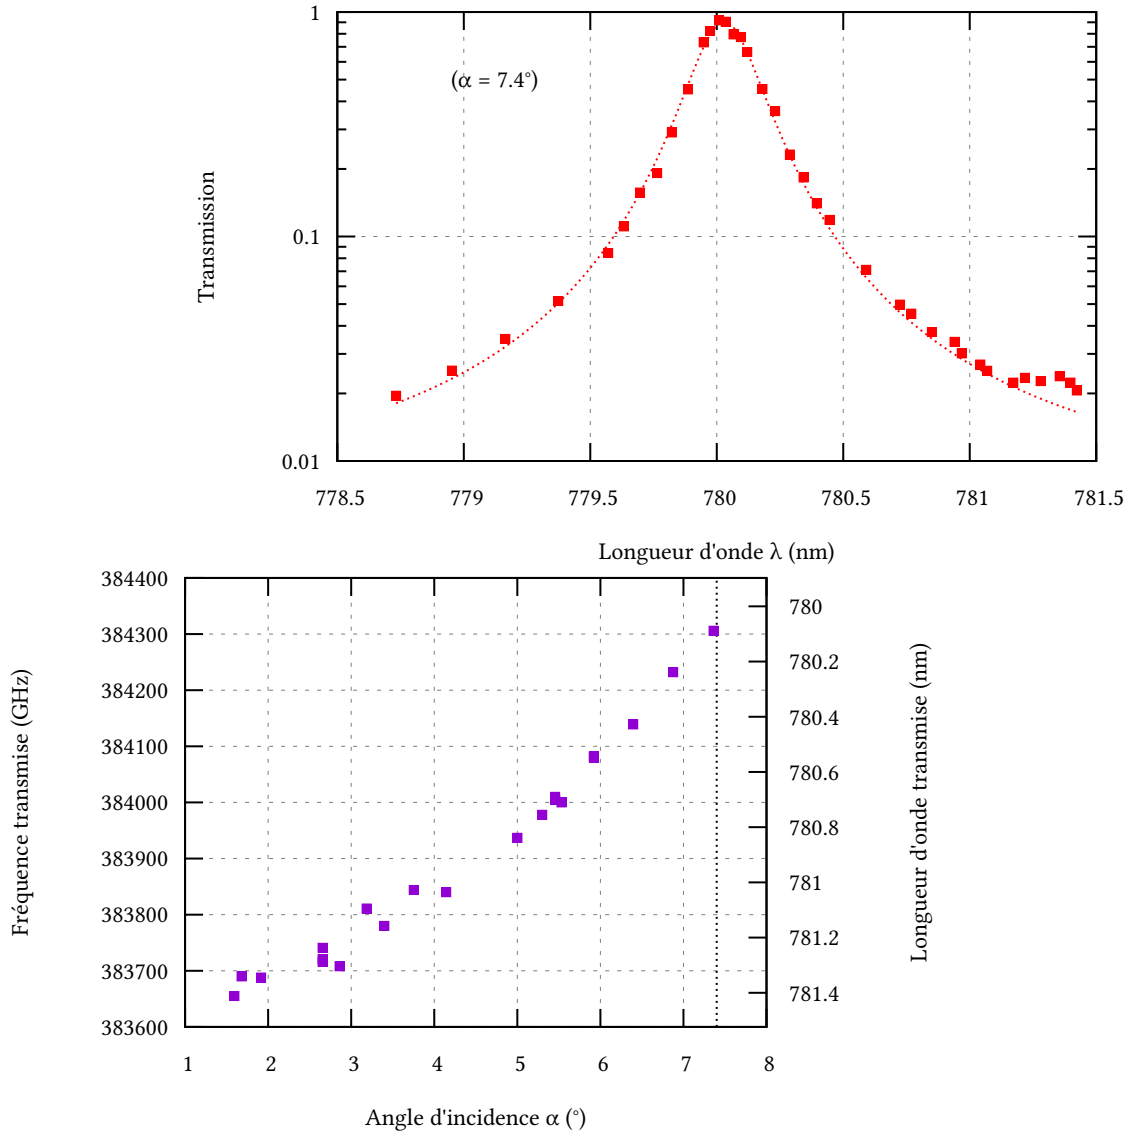 1
(α = 7.4°)
Transmission
0.1
0.01
778.5 779 779.5 780 780.5 781 781.5
Longueur d'onde λ (nm)
384400
384300
384200
384100
384000
383900
383800
383700
383600
Fréquence transmise (GHz)
780
780.2
780.4
780.6
780.8
781
781.2
781.4
Longueur d'onde transmise (nm)
1 2 3 4 5 6 7 8
Angle d'incidence α (°)